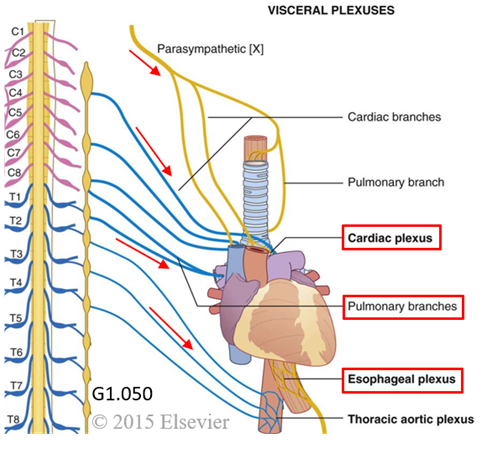 VISCERAL PLEXUSES
Parasympathetic [X]
C1
C2
C3
C4
C5
C6
C7
C8
T1
T2
T3
T4
T5
T6
T7
T8
Cardiac branches
Pulmonary branch
Cardiac plexus
Pulmonary branches
Esophageal plexus
Thoracic aortic plexus
G1.050
© 2015 Elsevier